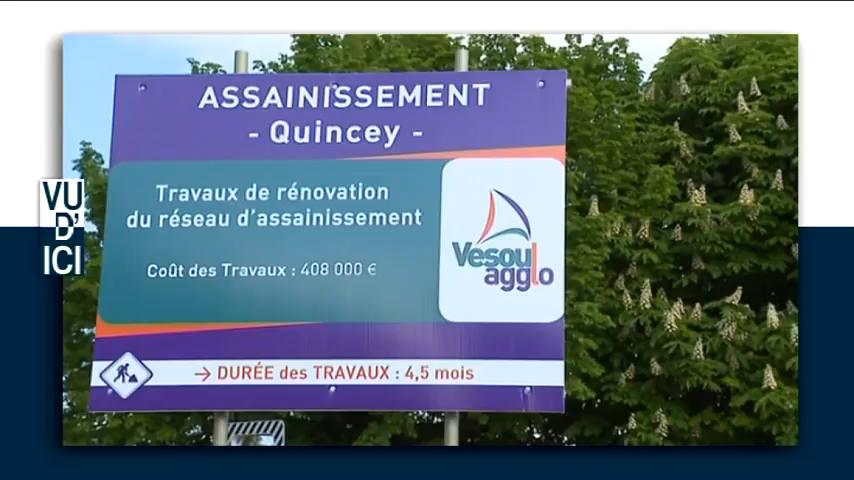 ASSAINISSEMENT
- Quincey -
Travaux de rénovation
du réseau d'assainissement
Coût des Travaux : 408 000 €
Vesoul
agglo
→ DURÉE des TRAVAUX : 4,5 mois
VU
D'
ICI